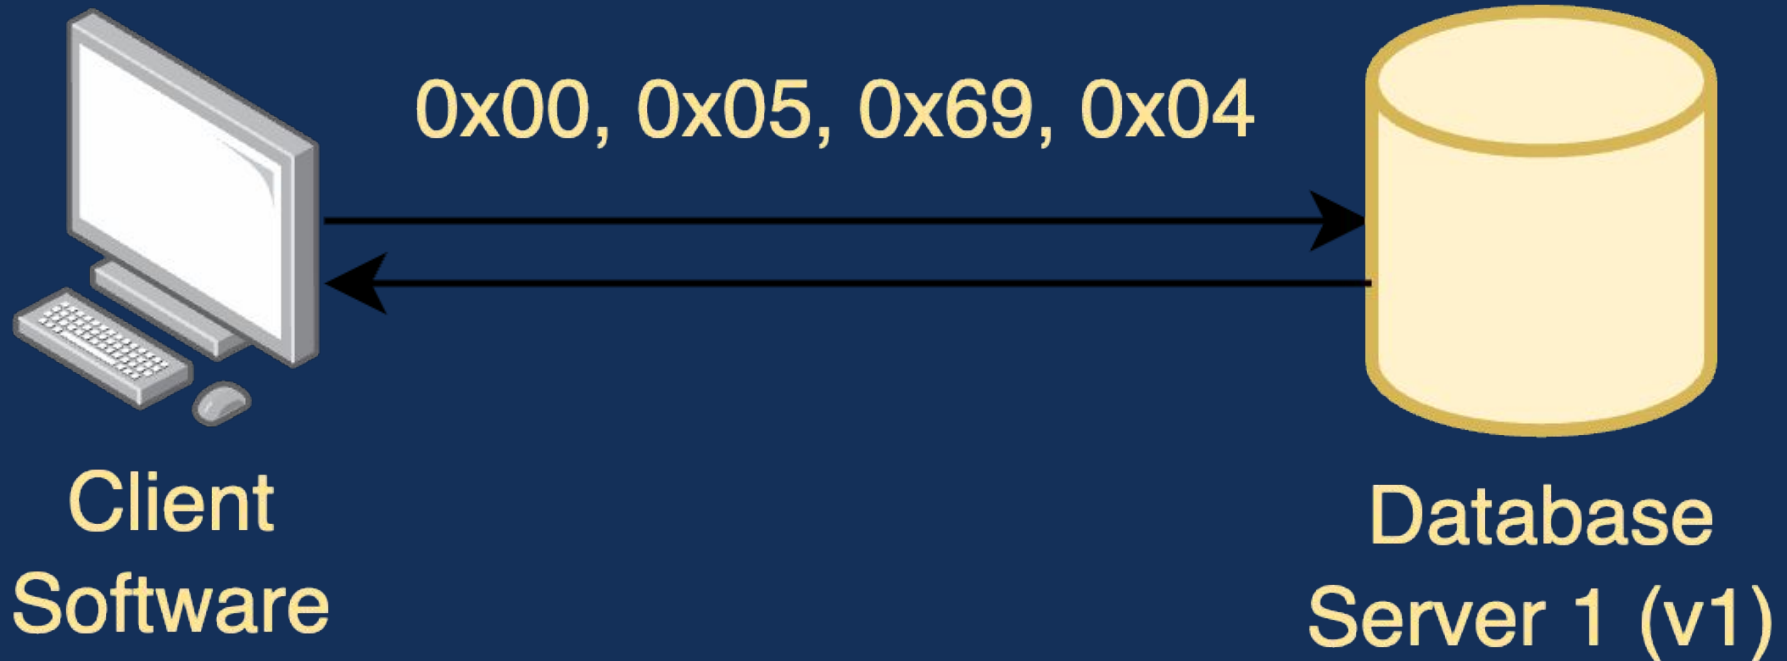 0x00, 0x05, 0x69, 0x04
Client
Software
Database
Server 1 (v1)